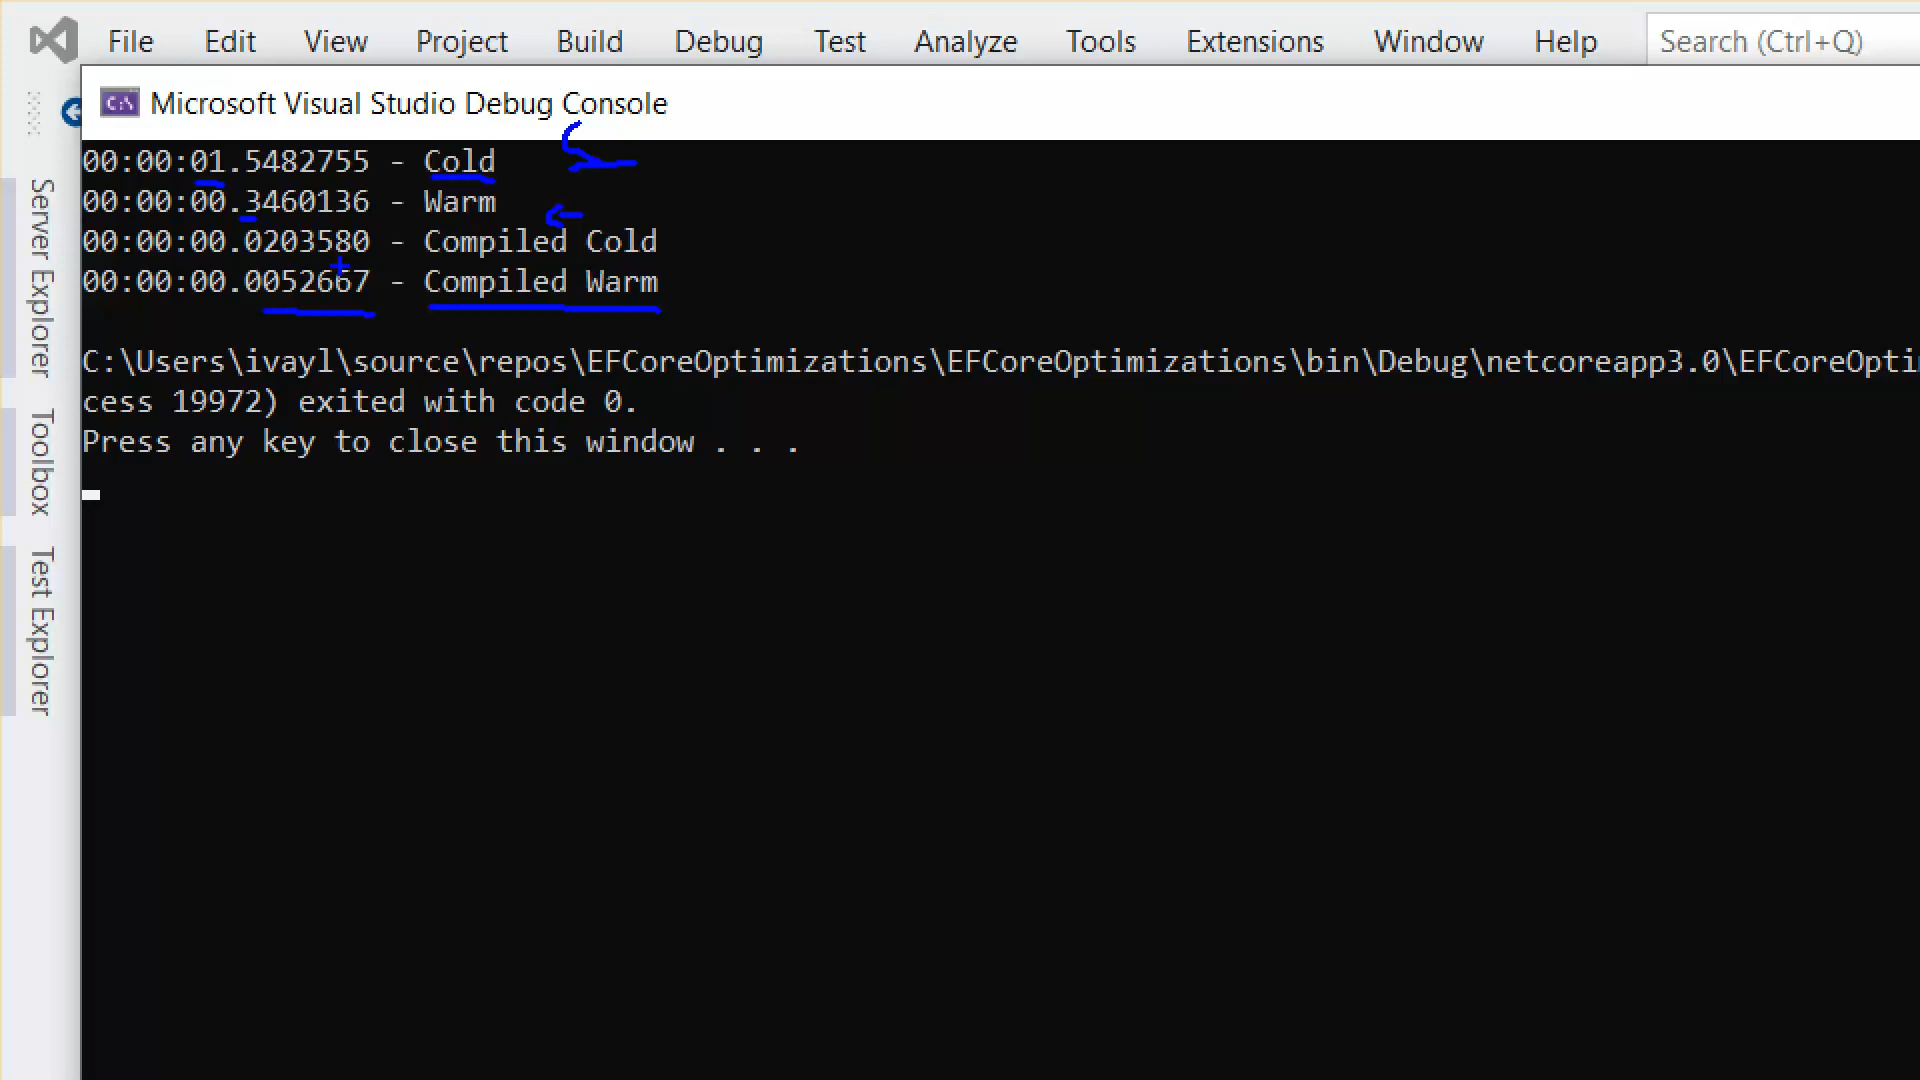 File Edit View Project Build Debug Test Analyze Tools Extensions Window Help Search (Ctrl+Q)
C:\ Microsoft Visual Studio Debug Console
00:00:01.5482755 - Cold
00:00:00.3460136 - Warm
00:00:00.0203580 - Compiled Cold
00:00:00.0052667 - Compiled Warm
C:\Users\ivayl\source\repos\EFCoreOptimizations\EFCoreOptimizations\bin\Debug\netcoreapp3.0\EFCoreOpti
cess 19972) exited with code 0.
Press any key to close this window . . .
Server Explorer
Toolbox
Test Explorer